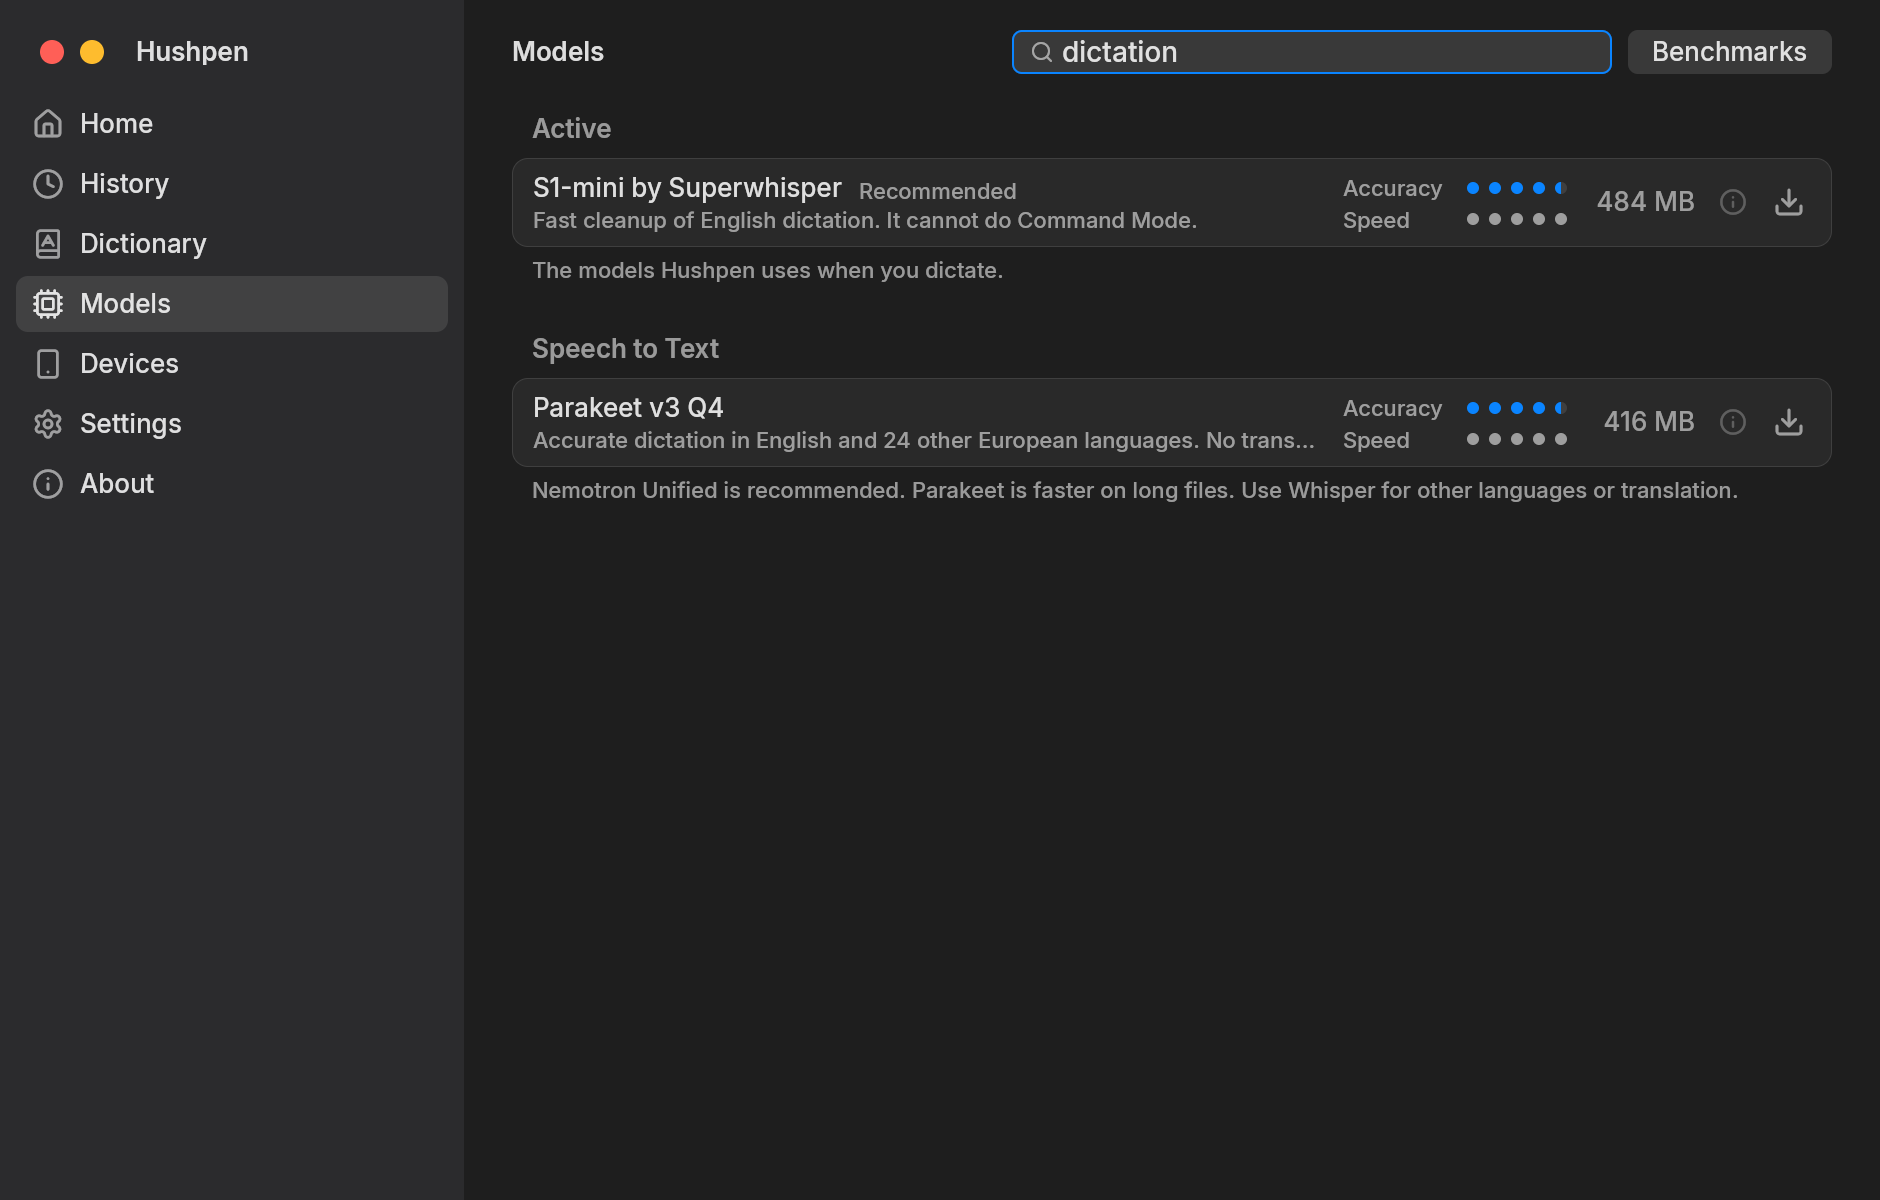 Hushpen
Home
History
Dictionary
Models
Devices
Settings
About
Models
dictation
Benchmarks
Active
S1-mini by Superwhisper Recommended
Fast cleanup of English dictation. It cannot do Command Mode.
Accuracy
Speed
484 MB
The models Hushpen uses when you dictate.
Speech to Text
Parakeet v3 Q4
Accurate dictation in English and 24 other European languages. No trans...
Accuracy
Speed
416 MB
Nemotron Unified is recommended. Parakeet is faster on long files. Use Whisper for other languages or translation.